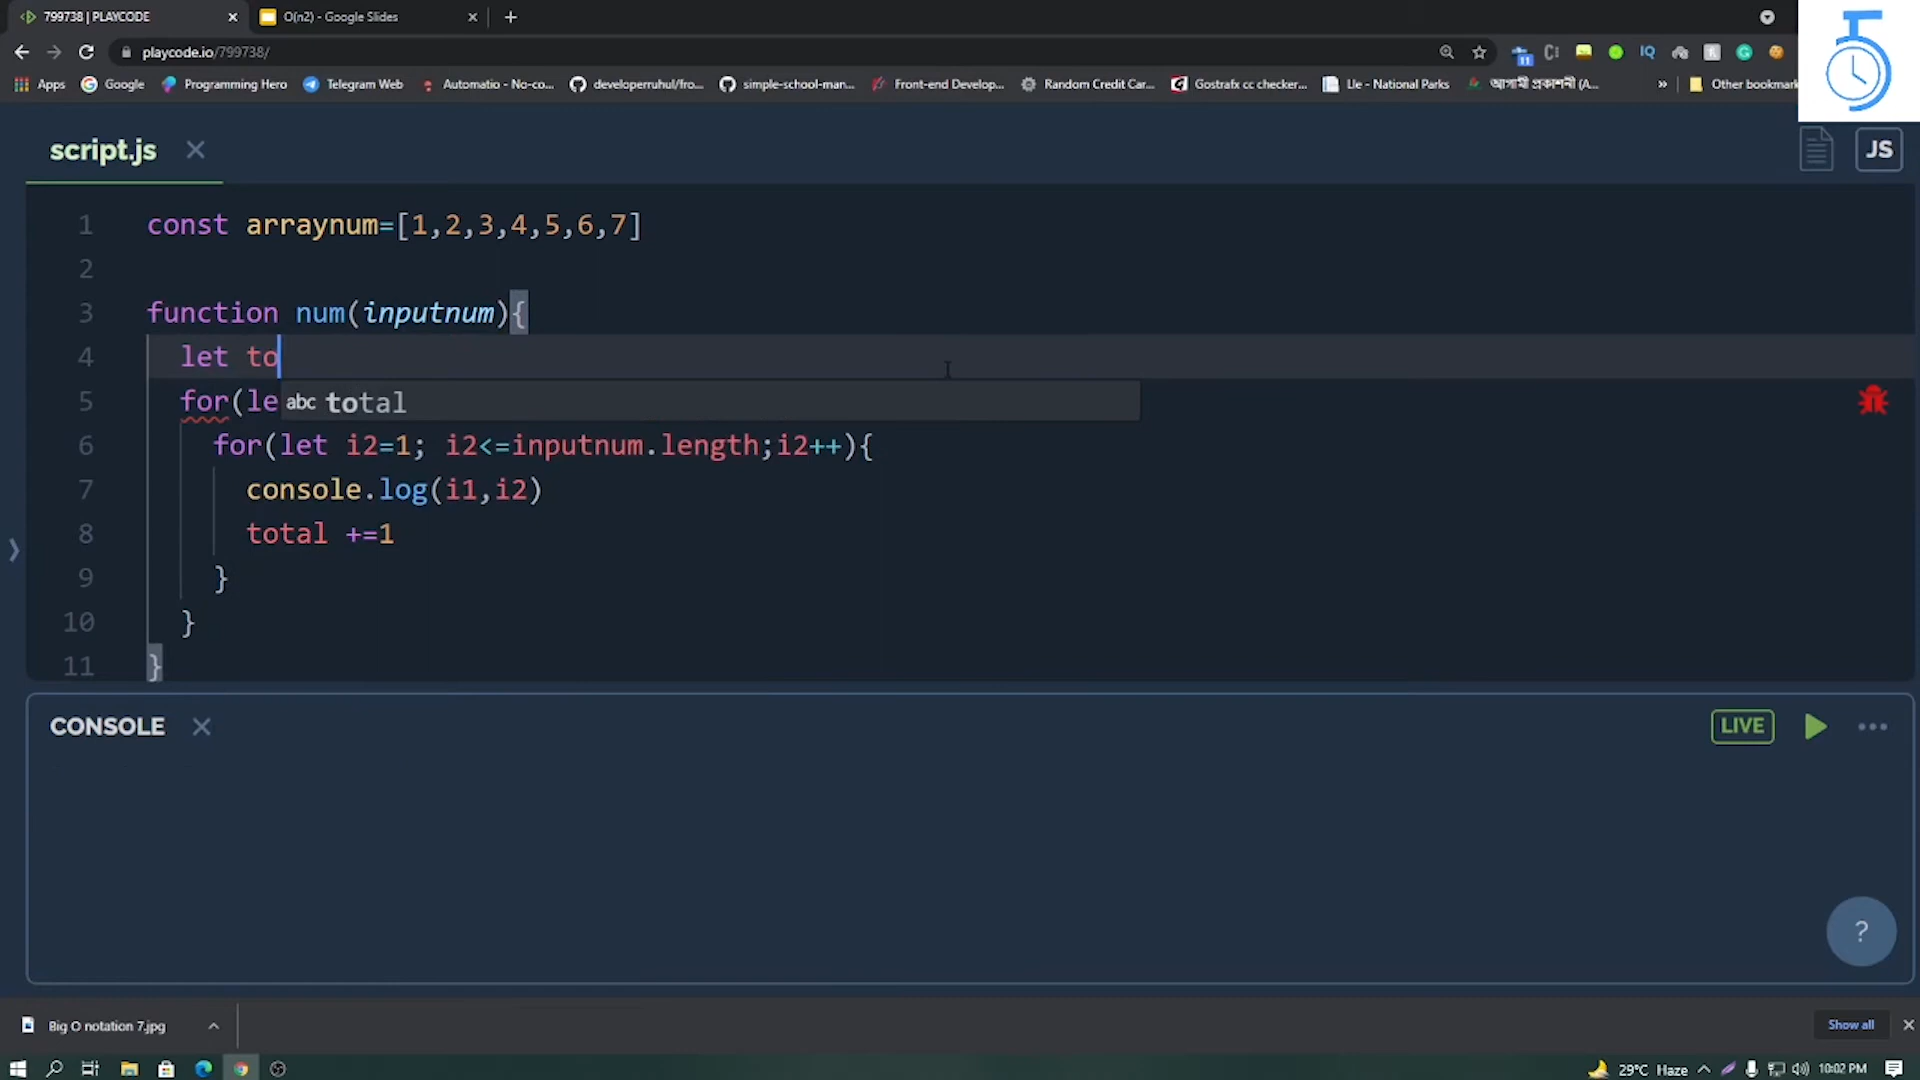 799738 | PLAYCODE
O(n2) - Google Slides
playcode.io/799738/
Apps
Google
Programming Hero
Telegram Web
Automatio - No-co...
developerruhul/fro...
simple-school-man...
Front-end Develop...
Random Credit Car...
Gostrafx cc checker...
Lle - National Parks
আগামী প্রকাশনী (A...
»
Other bookmark
script.js
JS
1 const arraynum=[1,2,3,4,5,6,7]
2
3 function num(inputnum){
4 let to
5 for(le
abc total
6 for(let i2=1; i2<=inputnum.length;i2++){
7 console.log(i1,i2)
8 total +=1
9 }
10 }
11 }
CONSOLE
LIVE
?
Big O notation 7.jpg
Show all
29°C Haze
10:02 PM